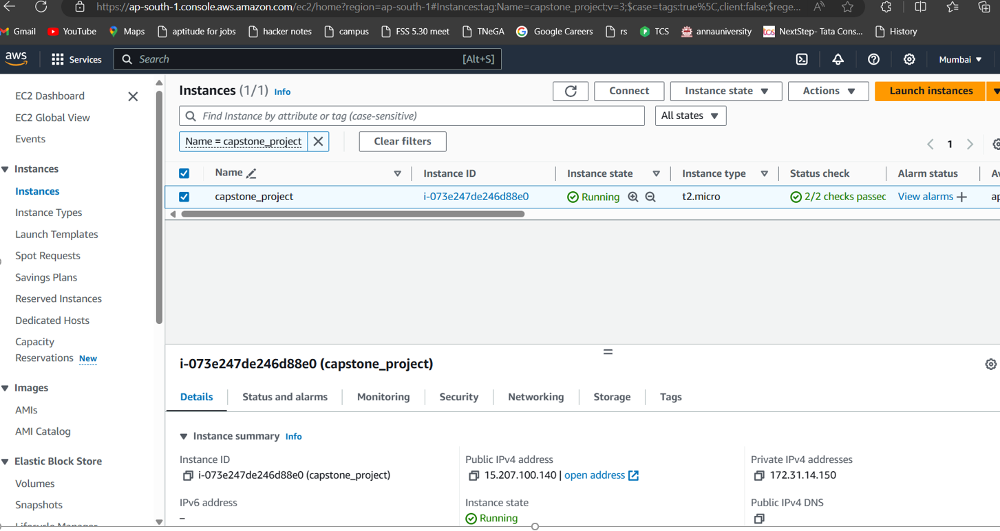 https://ap-south-1.console.aws.amazon.com/ec2/home?region=ap-south-1#Instances:tag:Name=capstone_project;v=3;$case=tags:true%5C,client:false;$rege...
Gmail YouTube Maps aptitude for jobs hacker notes campus FSS 5.30 meet TheGA Google Careers rs TCS annauniversity NextStep- Tata Cons... History
aws Services Search [Alt+S] Mumbai
EC2 Dashboard
EC2 Global View
Events
Instances
Instances
Instance Types
Launch Templates
Spot Requests
Savings Plans
Reserved Instances
Dedicated Hosts
Capacity
Reservations New
Images
AMIs
AMI Catalog
Elastic Block Store
Volumes
Snapshots
Lifecycle Manager
Instances (1/1) Info Connect Instance state Actions Launch instances
Find Instance by attribute or tag (case-sensitive) All states
Name = capstone_project Clear filters 1
Name Instance ID Instance state Instance type Status check Alarm status Av
capstone_project i-073e247de246d88e0 Running t2.micro 2/2 checks passec View alarms ap
i-073e247de246d88e0 (capstone_project)
Details Status and alarms Monitoring Security Networking Storage Tags
Instance summary Info
Instance ID Public IPv4 address Private IPv4 addresses
i-073e247de246d88e0 (capstone_project) 15.207.100.140 | open address 172.31.14.150
IPv6 address Instance state Public IPv4 DNS
– Running